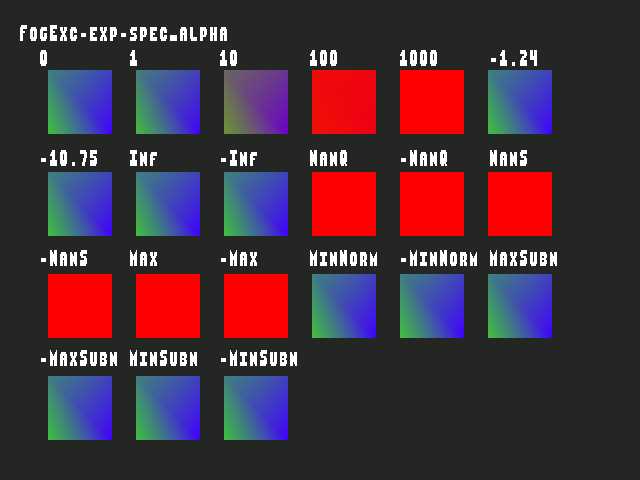 FogExc-exp-spec_alpha
0 1 10 100 1000 -1.24
-10.75 Inf -Inf NanQ -NanQ NanS
-NanS Max -Max MinNorm -MinNorm MaxSubN
-MaxSubN MinSubN -MinSubN